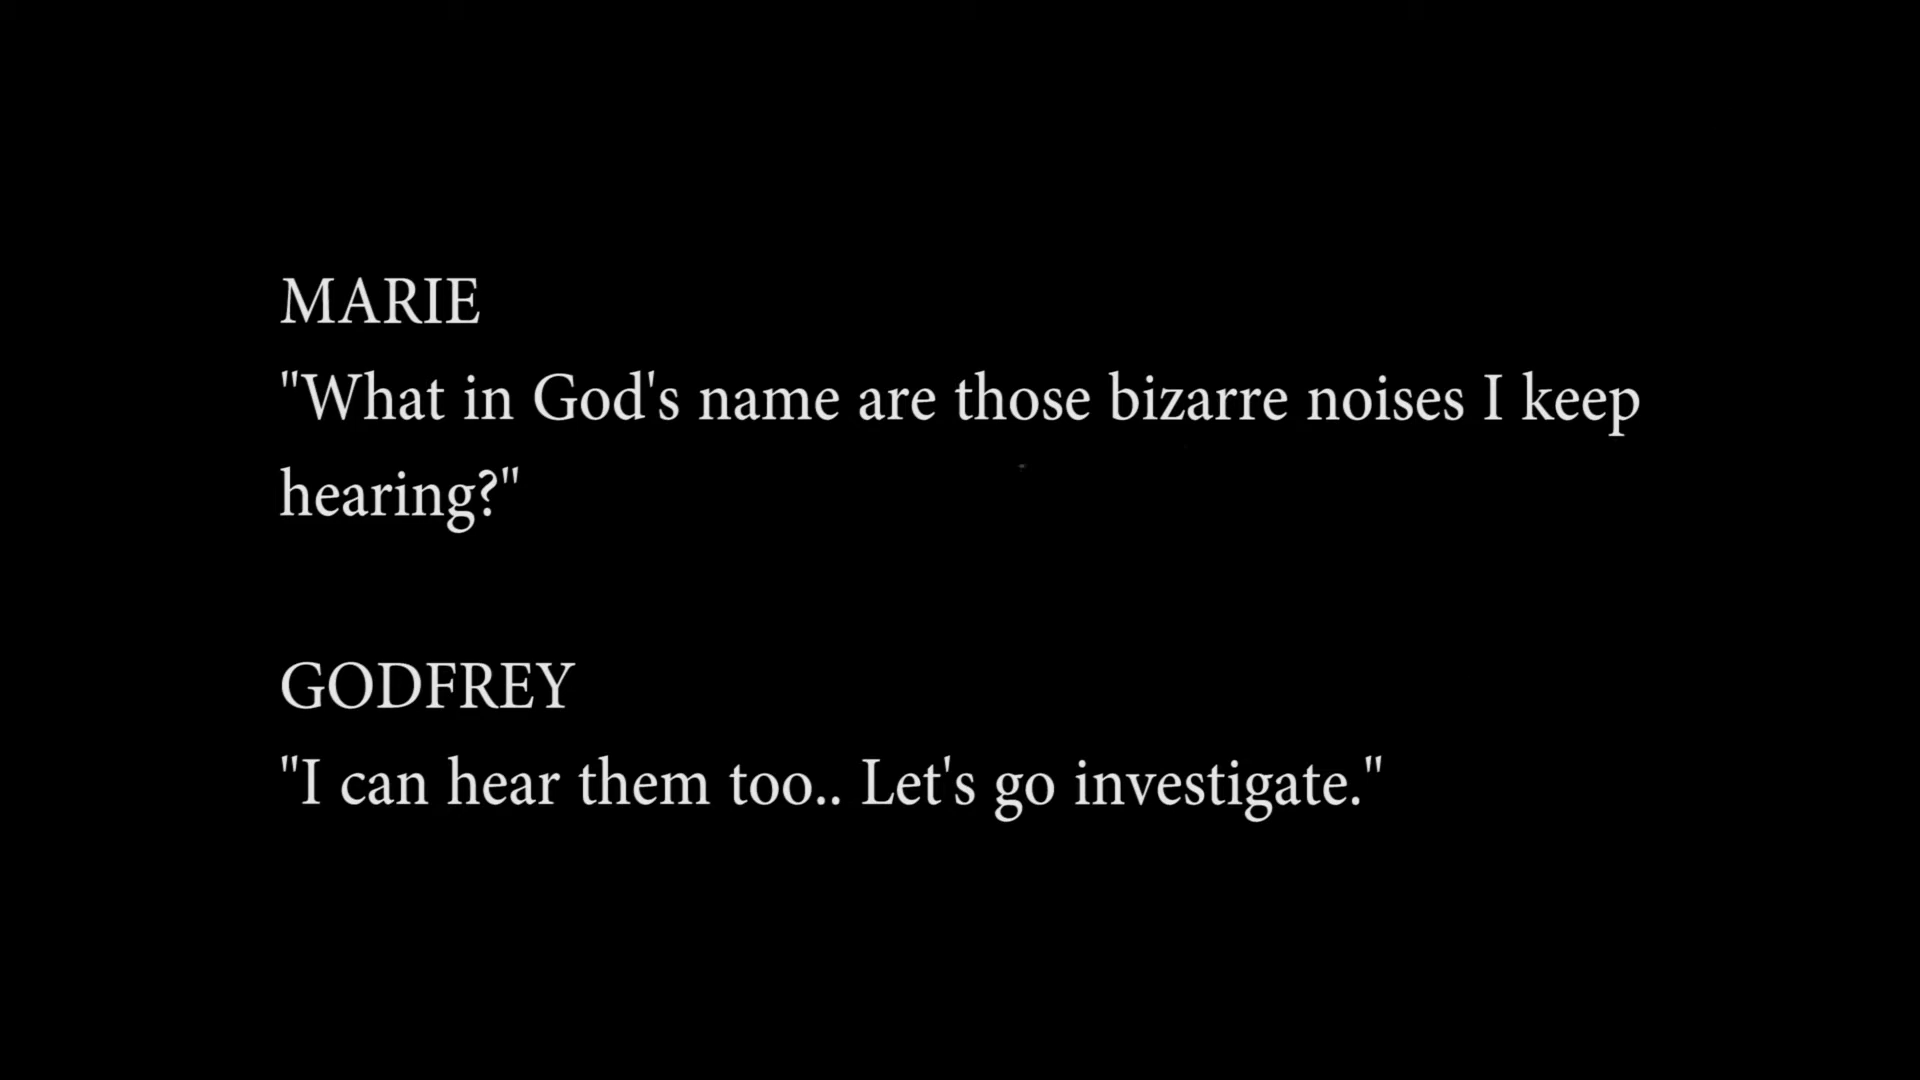 MARIE
"What in God's name are those bizarre noises I keep
hearing?"
GODFREY
"I can hear them too.. Let's go investigate."